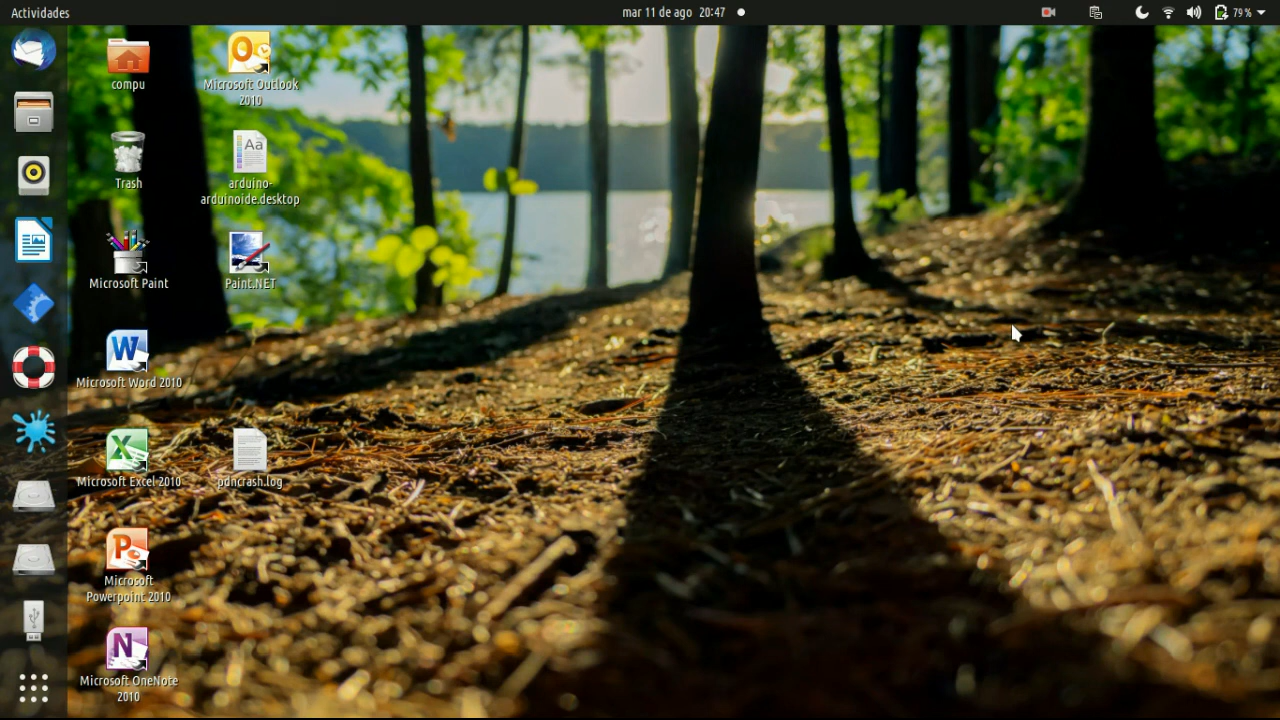 Actividades
mar 11 de ago 20:47
79 %
compu
Microsoft Outlook
2010
Trash
Aa
arduino-
arduinoide.desktop
Microsoft Paint
Paint.NET
Microsoft Word 2010
Microsoft Excel 2010
pdncrash.log
Microsoft
Powerpoint 2010
Microsoft OneNote
2010